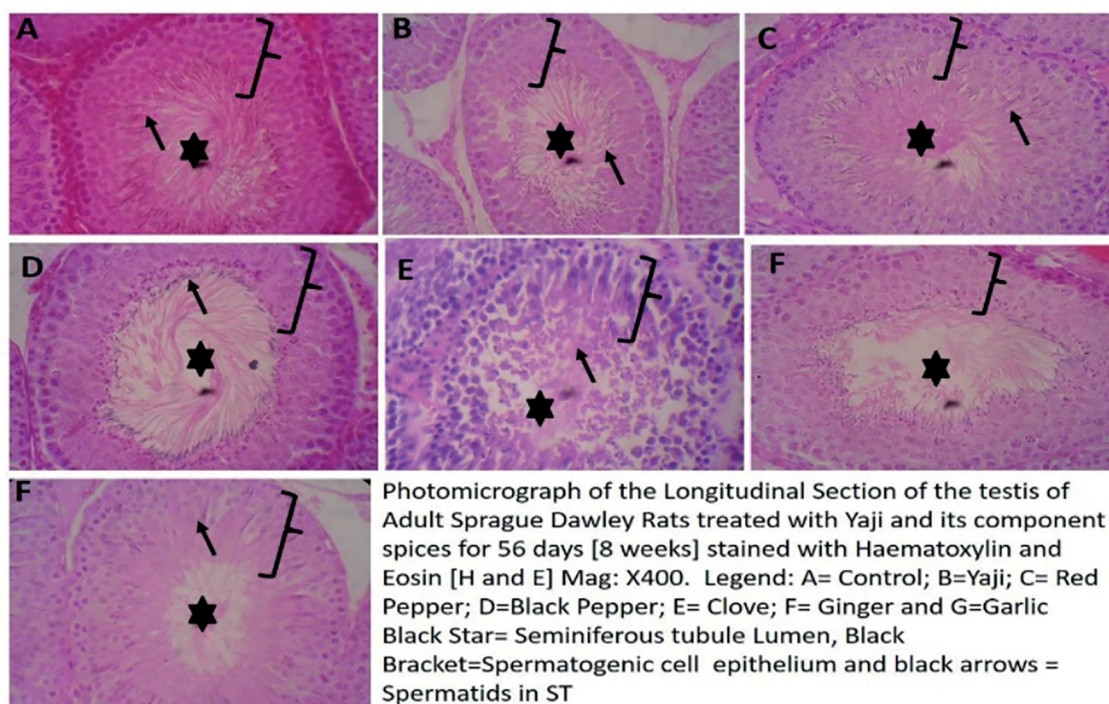 A
B
C
D
E
F
F
Photomicrograph of the Longitudinal Section of the testis of
Adult Sprague Dawley Rats treated with Yaji and its component
spices for 56 days [8 weeks] stained with Haematoxylin and
Eosin [H and E] Mag: X400.  Legend: A= Control; B=Yaji; C= Red
Pepper; D=Black Pepper; E= Clove; F= Ginger and G=Garlic
Black Star= Seminiferous tubule Lumen, Black
Bracket=Spermatogenic cell  epithelium and black arrows =
Spermatids in ST